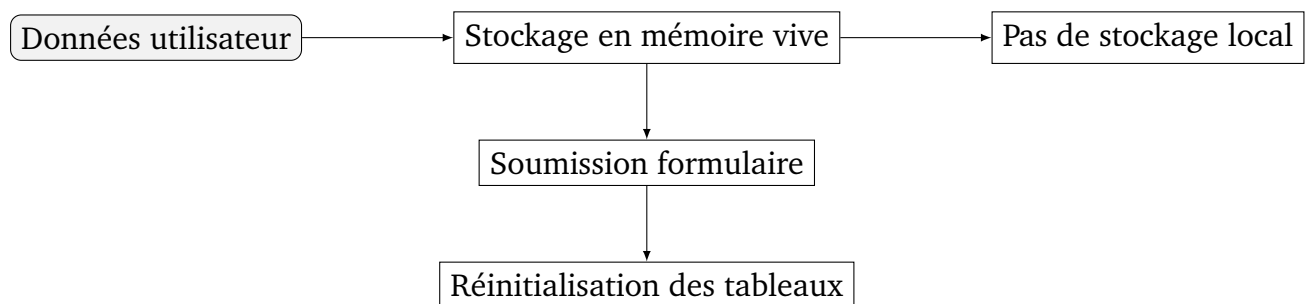 Données utilisateur
Stockage en mémoire vive
Pas de stockage local
Soumission formulaire
Réinitialisation des tableaux